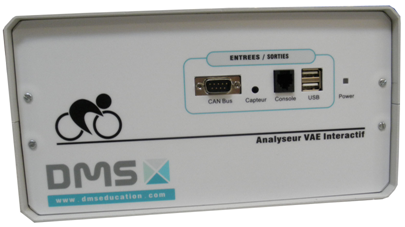 ENTREES / SORTIES
CAN Bus Capteur Console USB Power
Analyseur VAE Interactif
DMS
www dmseducation com